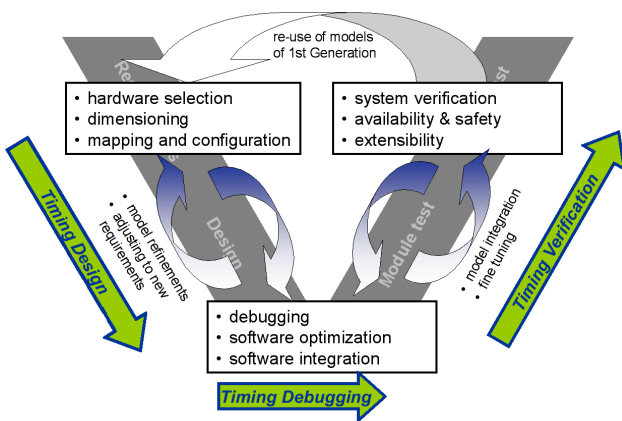 re-use of models
of 1st Generation
• hardware selection
• dimensioning
• mapping and configuration
• system verification
• availability & safety
• extensibility
Timing Design
• model refinements
• adjusting to new
requirements
Design
Module test
• model integration
• fine tuning
Timing Verification
• debugging
• software optimization
• software integration
Timing Debugging